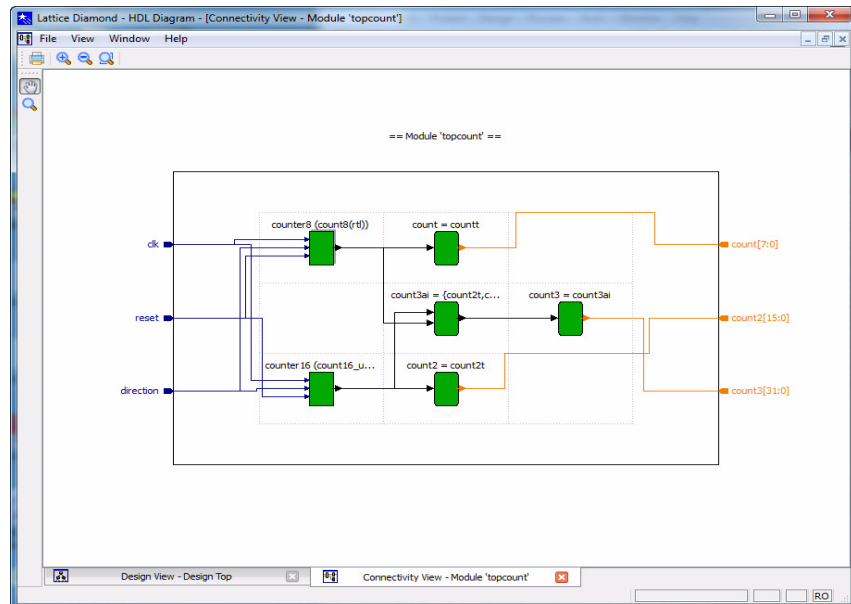 Lattice Diamond - HDL Diagram - [Connectivity View - Module 'topcount']
File View Window Help
== Module 'topcount' ==
counter8 (count8(rtl)) count = countt
clk count[7:0]
count3ai = {count2t,c... count3 = count3ai
reset count2[15:0]
counter16 (count16_u... count2 = count2t
direction count3[31:0]
Design View - Design Top Connectivity View - Module 'topcount'
RO